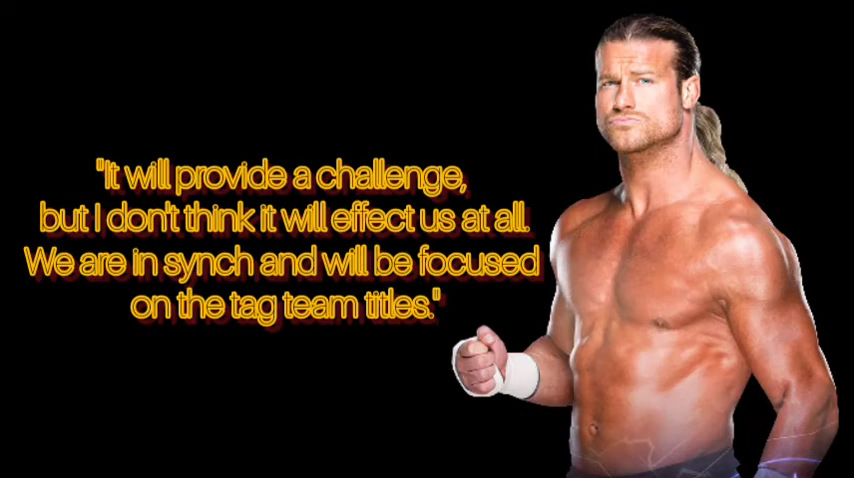 "It will provide a challenge,
but I don't think it will effect us at all.
We are in synch and will be focused
on the tag team titles."